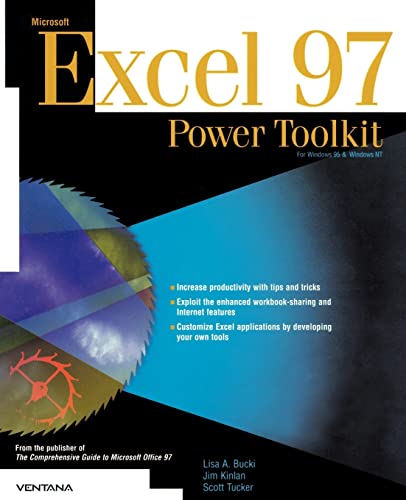 Microsoft
Excel 97
Power Toolkit
For Windows 95 & Windows NT
Increase productivity with tips and tricks
Exploit the enhanced workbook-sharing and
Internet features
Customize Excel applications by developing
your own tools
From the publisher of
The Comprehensive Guide to Microsoft Office 97
Lisa A. Bucki
Jim Kinlan
Scott Tucker
VENTANA